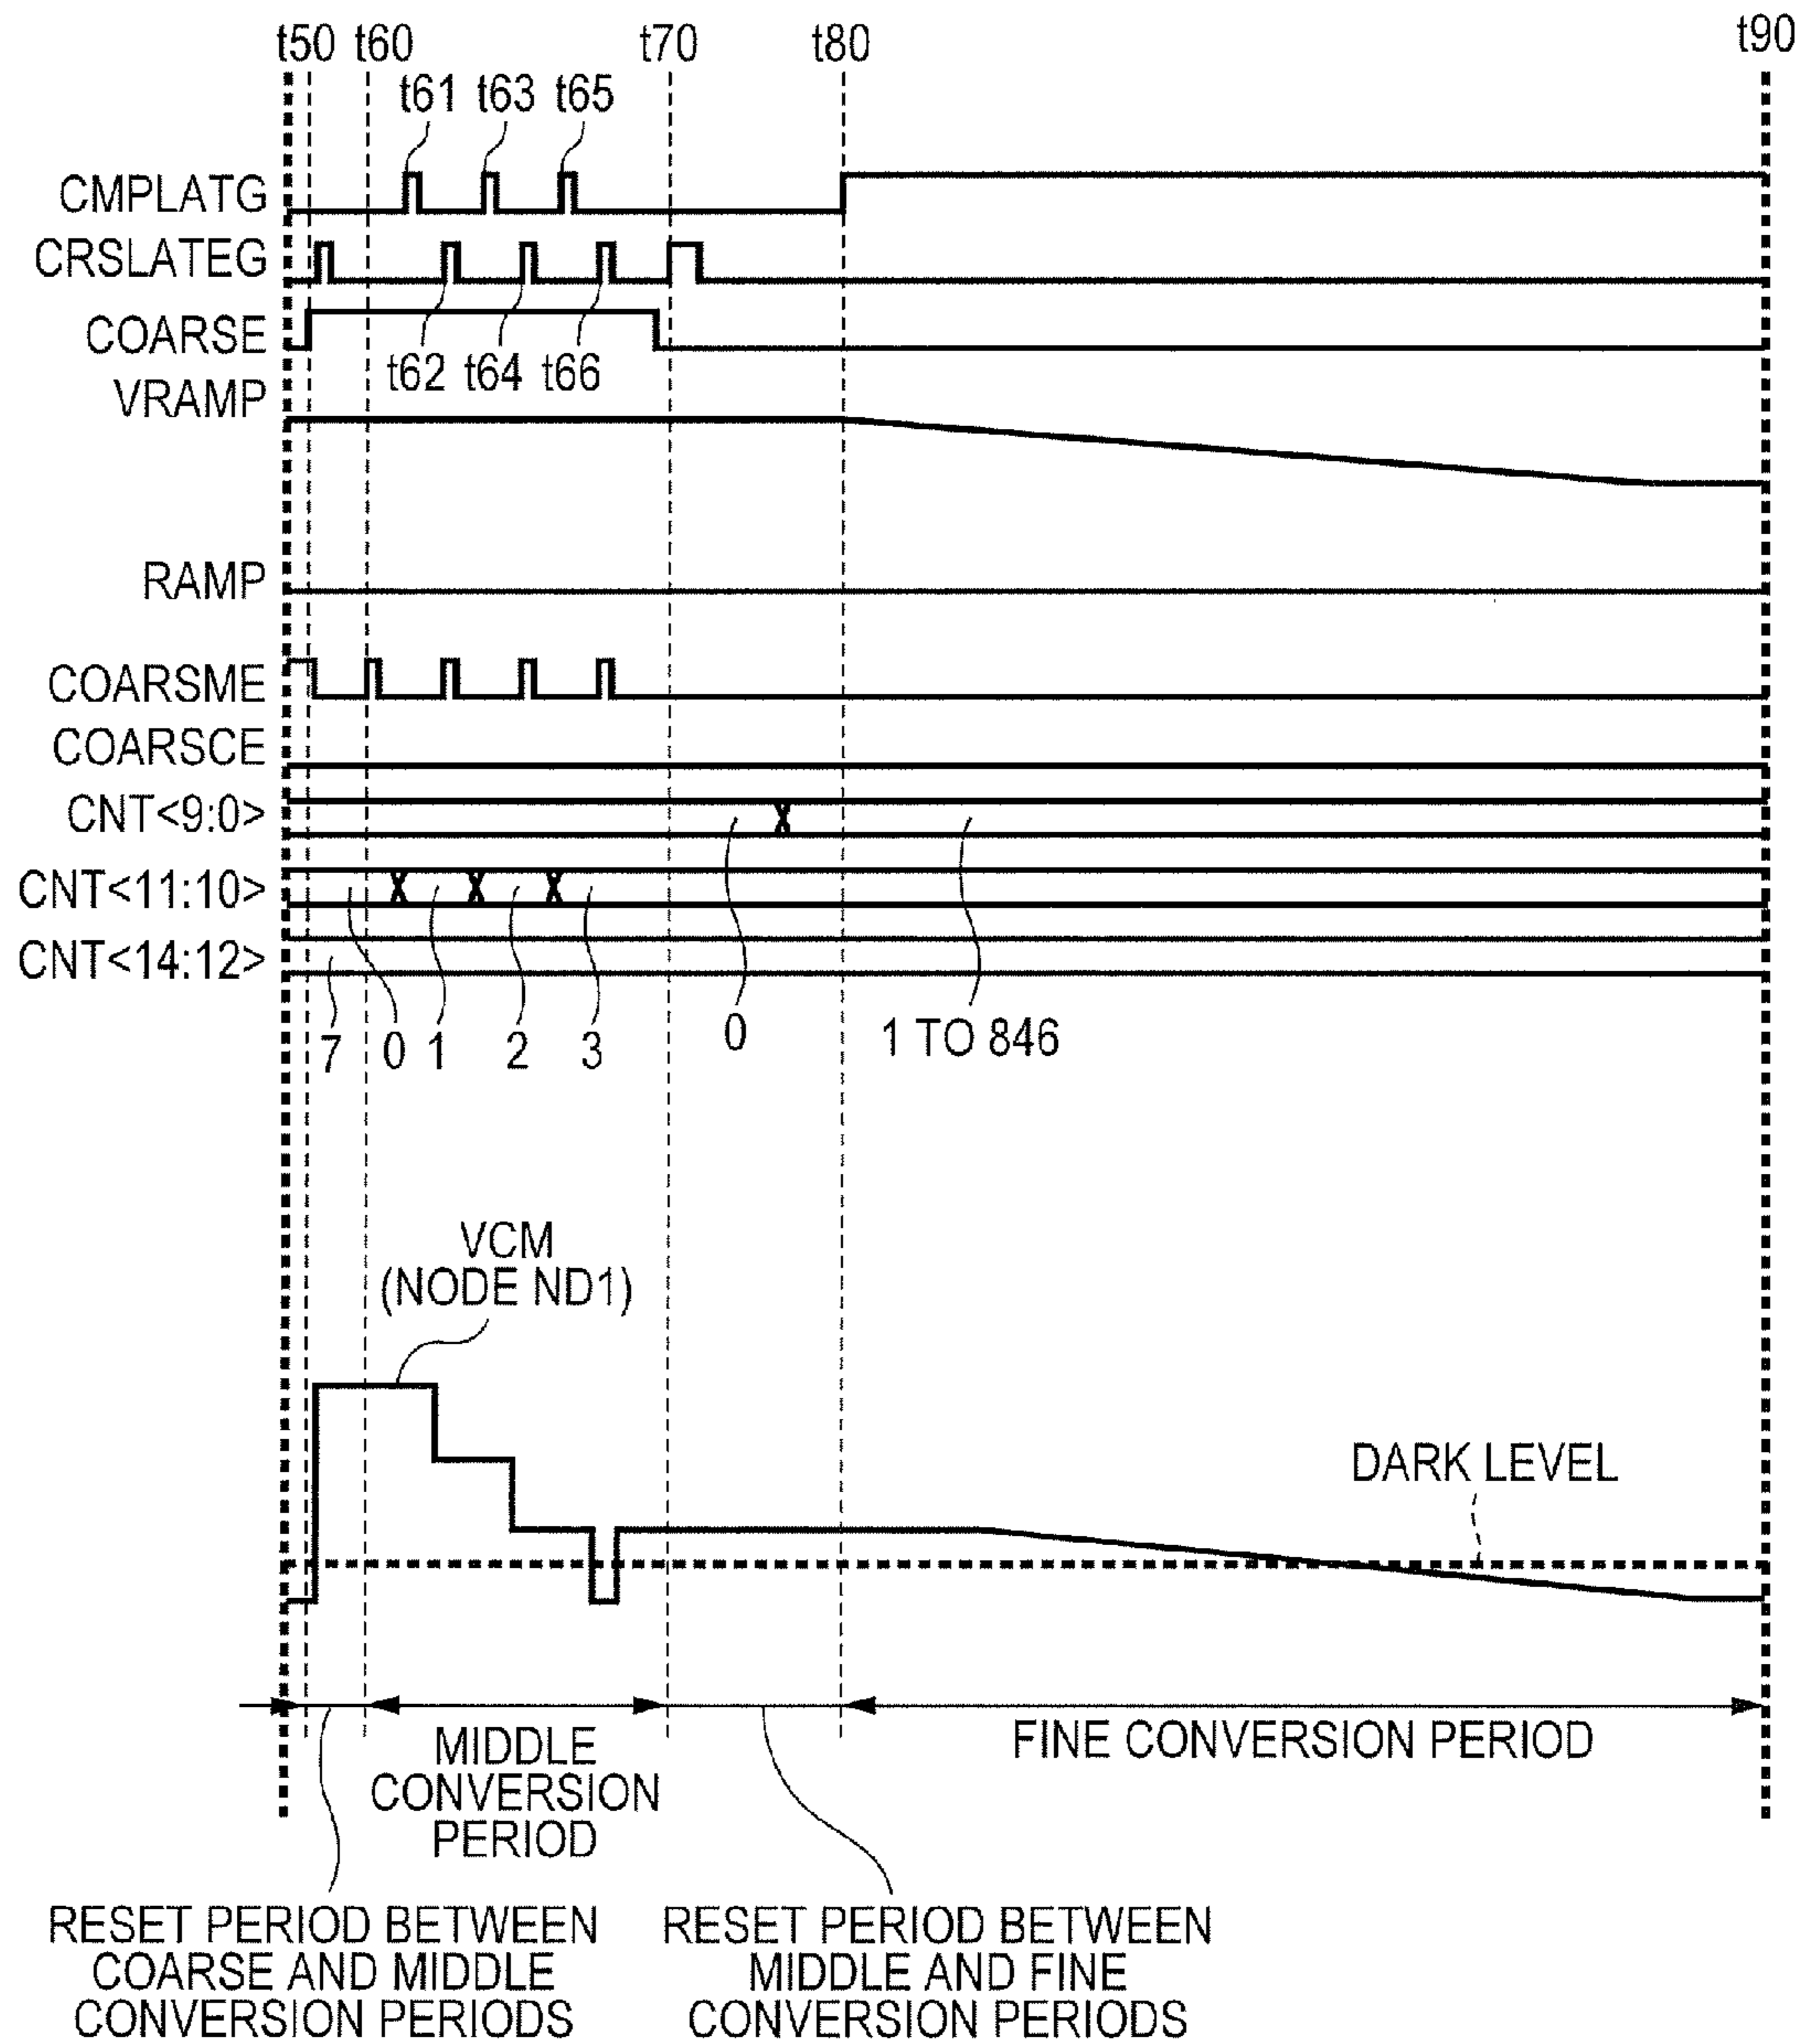 t50 t60 t70 t80 t90
t61 t63 t65
CMPLATG
CRSLATEG
COARSE
t62 t64 t66
VRAMP
RAMP
COARSME
COARSCE
CNT<9:0>
CNT<11:10>
CNT<14:12>
7 0 1 2 3 0 1 TO 846
VCM
(NODE ND1)
DARK LEVEL
MIDDLE
CONVERSION
PERIOD
FINE CONVERSION PERIOD
RESET PERIOD BETWEEN
COARSE AND MIDDLE
CONVERSION PERIODS
RESET PERIOD BETWEEN
MIDDLE AND FINE
CONVERSION PERIODS